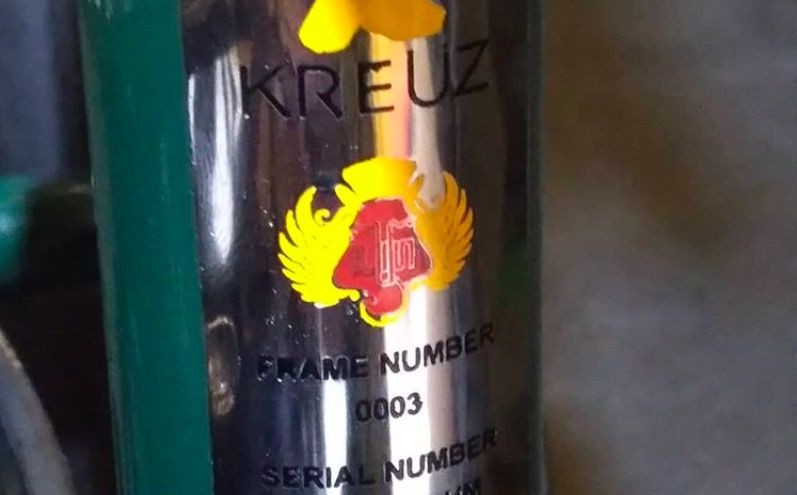 KREUZ
FRAME NUMBER
0003
SERIAL NUMBER